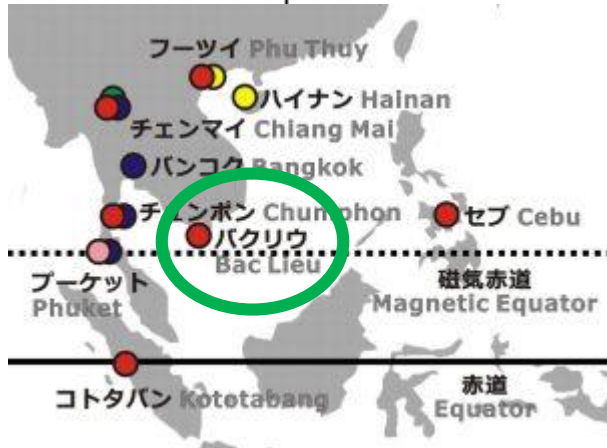 フーツイ Phu Thuy
ハイナン Hainan
チェンマイ Chiang Mai
バンコク Bangkok
チェンポン Chumphon
セブ Cebu
バクリウ
Bac Lieu
プーケット
Phuket
磁気赤道
Magnetic Equator
コトタバン Kototabang
赤道
Equator